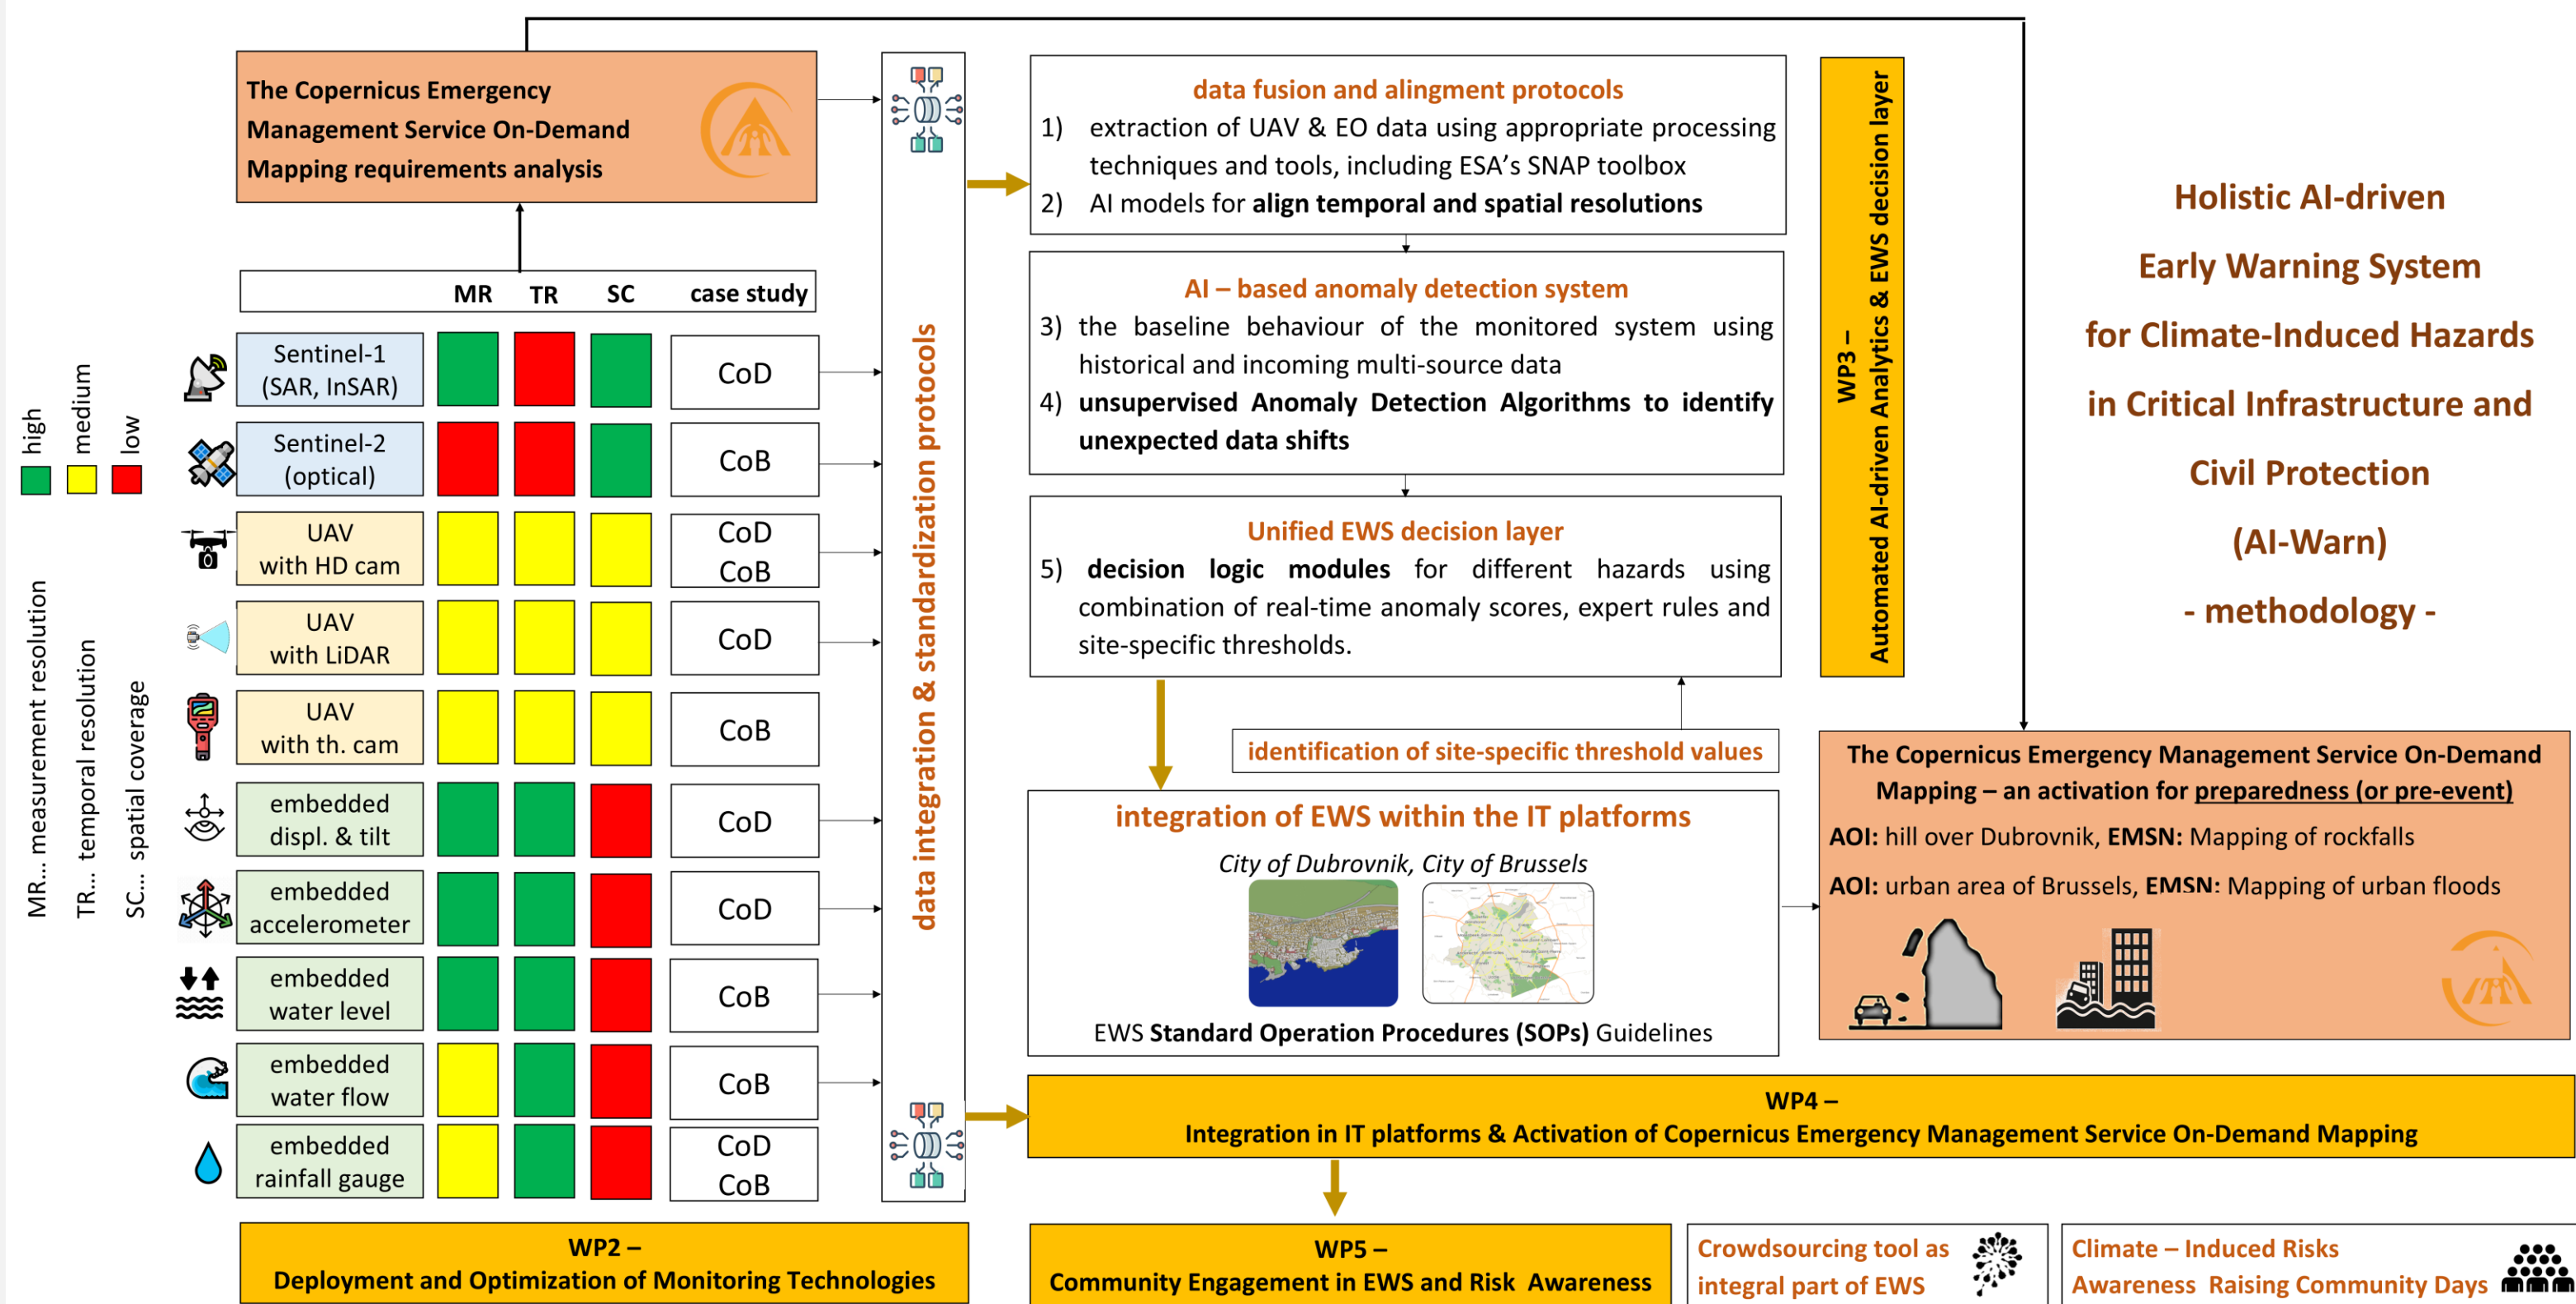 The Copernicus Emergency
Management Service On-Demand
Mapping requirements analysis
MR TR SC case study
high
medium
low
MR... measurement resolution
TR... temporal resolution
SC... spatial coverage
Sentinel-1
(SAR, InSAR)
CoD
Sentinel-2
(optical)
CoB
UAV
with HD cam
CoD
CoB
UAV
with LiDAR
CoD
UAV
with th. cam
CoB
embedded
displ. & tilt
CoD
embedded
accelerometer
CoD
embedded
water level
CoB
embedded
water flow
CoB
embedded
rainfall gauge
CoD
CoB
WP2 –
Deployment and Optimization of Monitoring Technologies
data integration & standardization protocols
data fusion and alingment protocols
1) extraction of UAV & EO data using appropriate processing
techniques and tools, including ESA's SNAP toolbox
2) AI models for align temporal and spatial resolutions
AI – based anomaly detection system
3) the baseline behaviour of the monitored system using
historical and incoming multi-source data
4) unsupervised Anomaly Detection Algorithms to identify
unexpected data shifts
Unified EWS decision layer
5) decision logic modules for different hazards using
combination of real-time anomaly scores, expert rules and
site-specific thresholds.
identification of site-specific threshold values
integration of EWS within the IT platforms
City of Dubrovnik, City of Brussels
EWS Standard Operation Procedures (SOPs) Guidelines
WP3 –
Automated AI-driven Analytics & EWS decision layer
Holistic AI-driven
Early Warning System
for Climate-Induced Hazards
in Critical Infrastructure and
Civil Protection
(AI-Warn)
- methodology -
The Copernicus Emergency Management Service On-Demand
Mapping – an activation for preparedness (or pre-event)
AOI: hill over Dubrovnik, EMSN: Mapping of rockfalls
AOI: urban area of Brussels, EMSN: Mapping of urban floods
WP4 –
Integration in IT platforms & Activation of Copernicus Emergency Management Service On-Demand Mapping
WP5 –
Community Engagement in EWS and Risk Awareness
Crowdsourcing tool as
integral part of EWS
Climate – Induced Risks
Awareness Raising Community Days